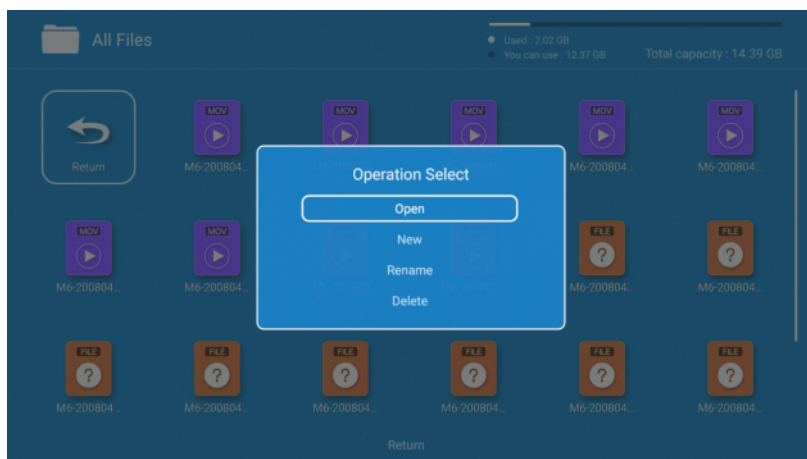 All Files
Used : 2.02 GB
You can use : 12.37 GB
Total capacity : 14.39 GB
MOV
MOV
MOV
MOV
MOV
Return
M6-200804...
M6-200804...
M6-200804...
Operation Select
Open
New
Rename
Delete
MOV
MOV
FILE
FILE
M6-200804...
M6-200804...
M6-200804...
M6-200804...
FILE
FILE
FILE
FILE
FILE
FILE
M6-200804...
M6-200804...
M6-200804...
M6-200804...
M6-200804...
M6-200804...
Return